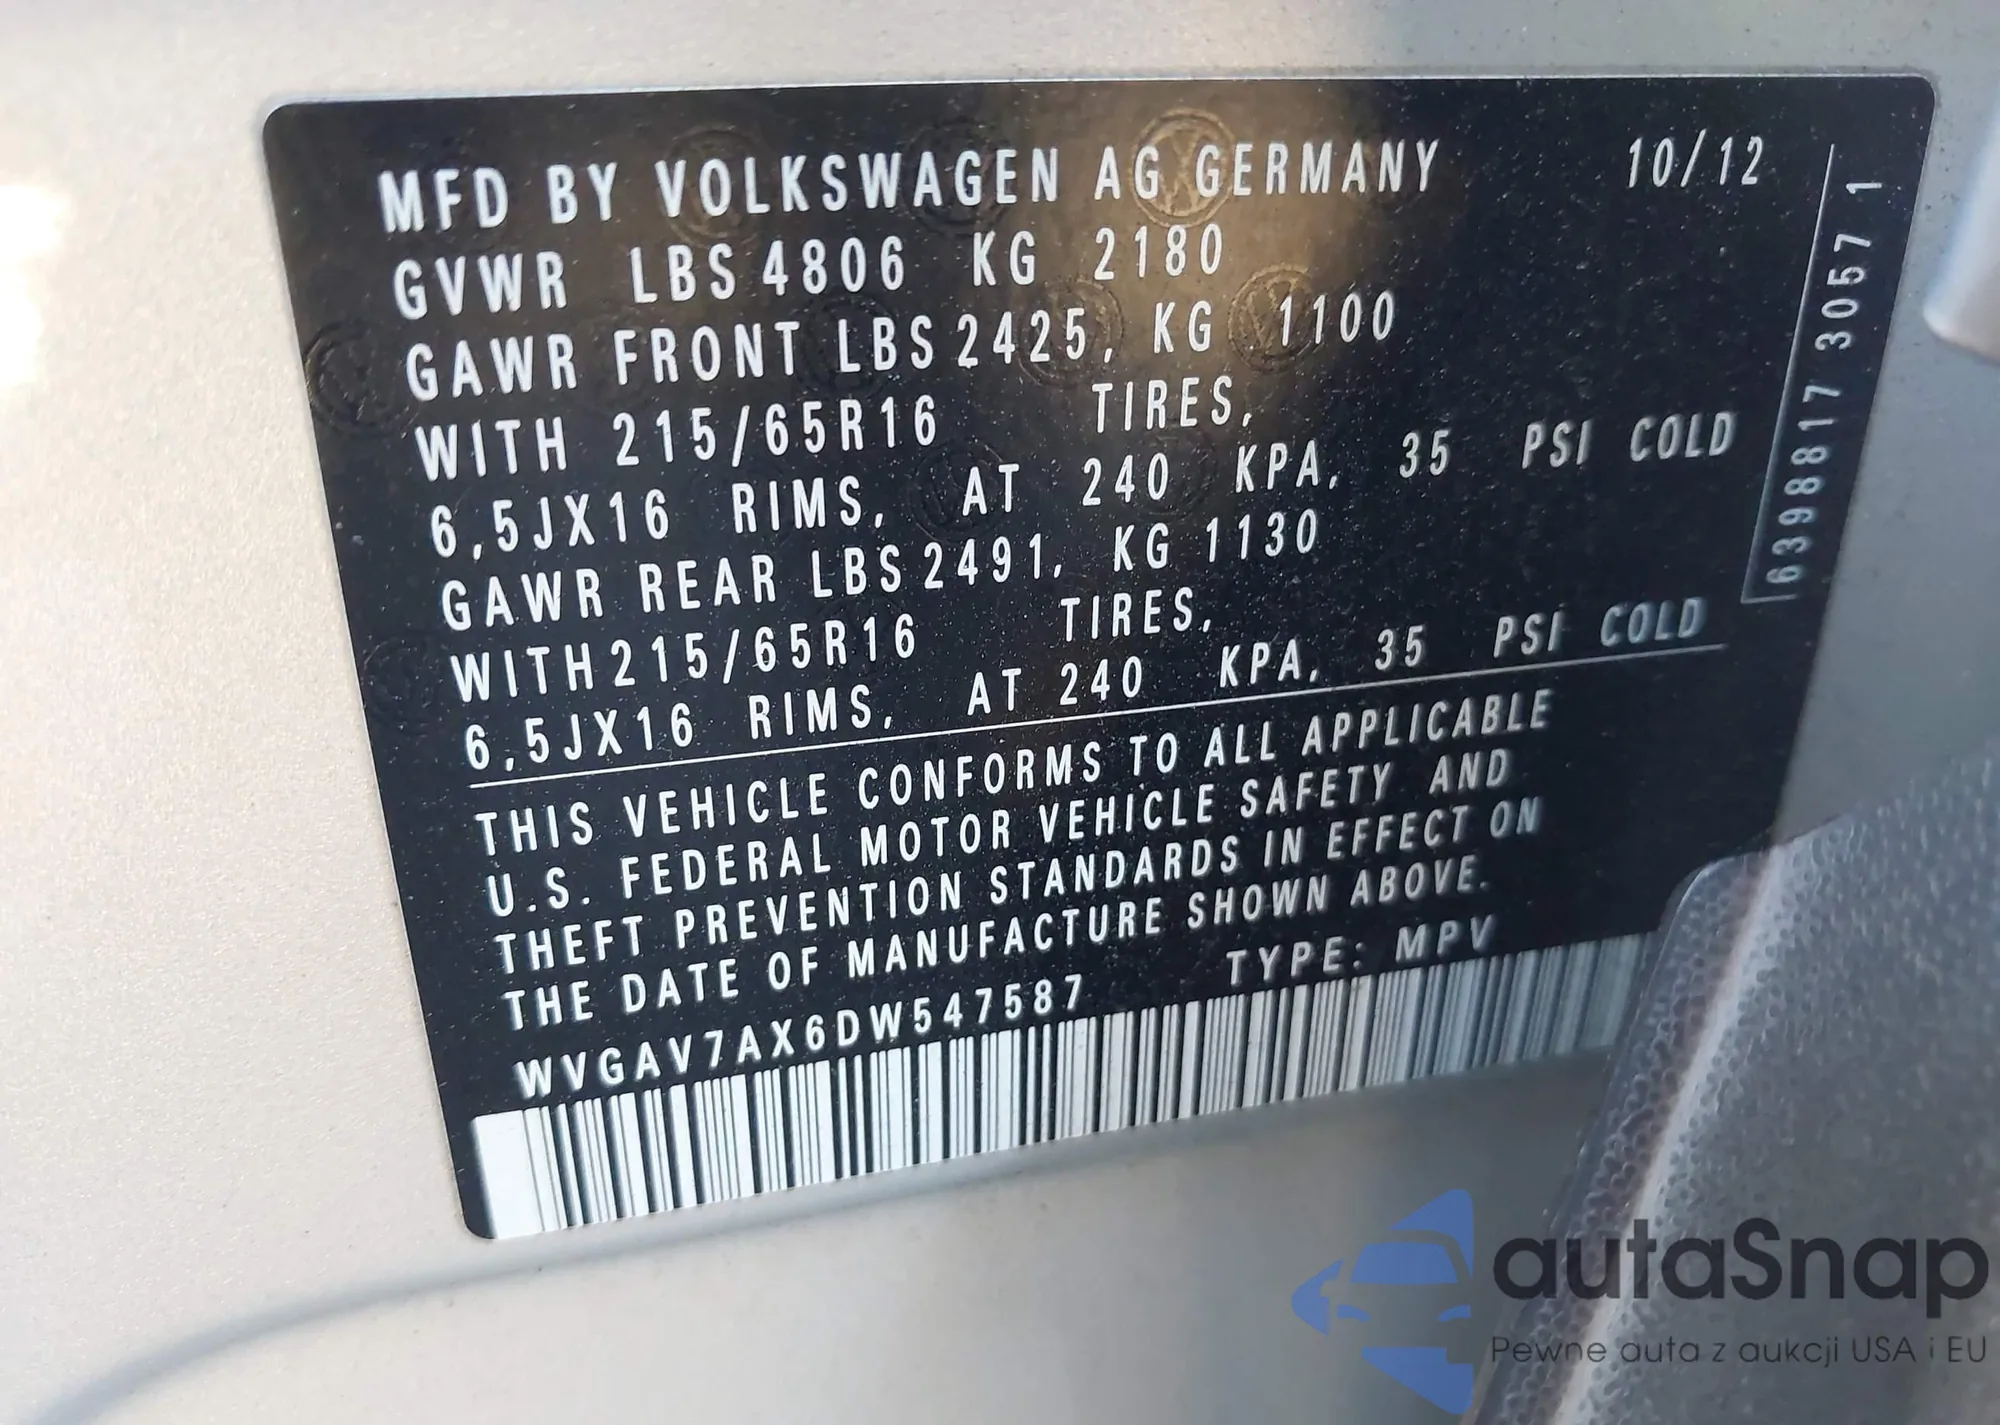 MFD BY VOLKSWAGEN AG GERMANY 10/12
GVWR LBS 4806 KG 2180
GAWR FRONT LBS 2425, KG 1100
WITH 215/65R16 TIRES,
6,5JX16 RIMS, AT 240 KPA, 35 PSI COLD
GAWR REAR LBS 2491, KG 1130
WITH 215/65R16 TIRES,
6,5JX16 RIMS, AT 240 KPA, 35 PSI COLD
THIS VEHICLE CONFORMS TO ALL APPLICABLE
U.S. FEDERAL MOTOR VEHICLE SAFETY AND
THEFT PREVENTION STANDARDS IN EFFECT ON
THE DATE OF MANUFACTURE SHOWN ABOVE.
WVGAV7AX6DW547587 TYPE: MPV
6398817 3057 1
autaSnap
Pewne auta z aukcji USA i EU